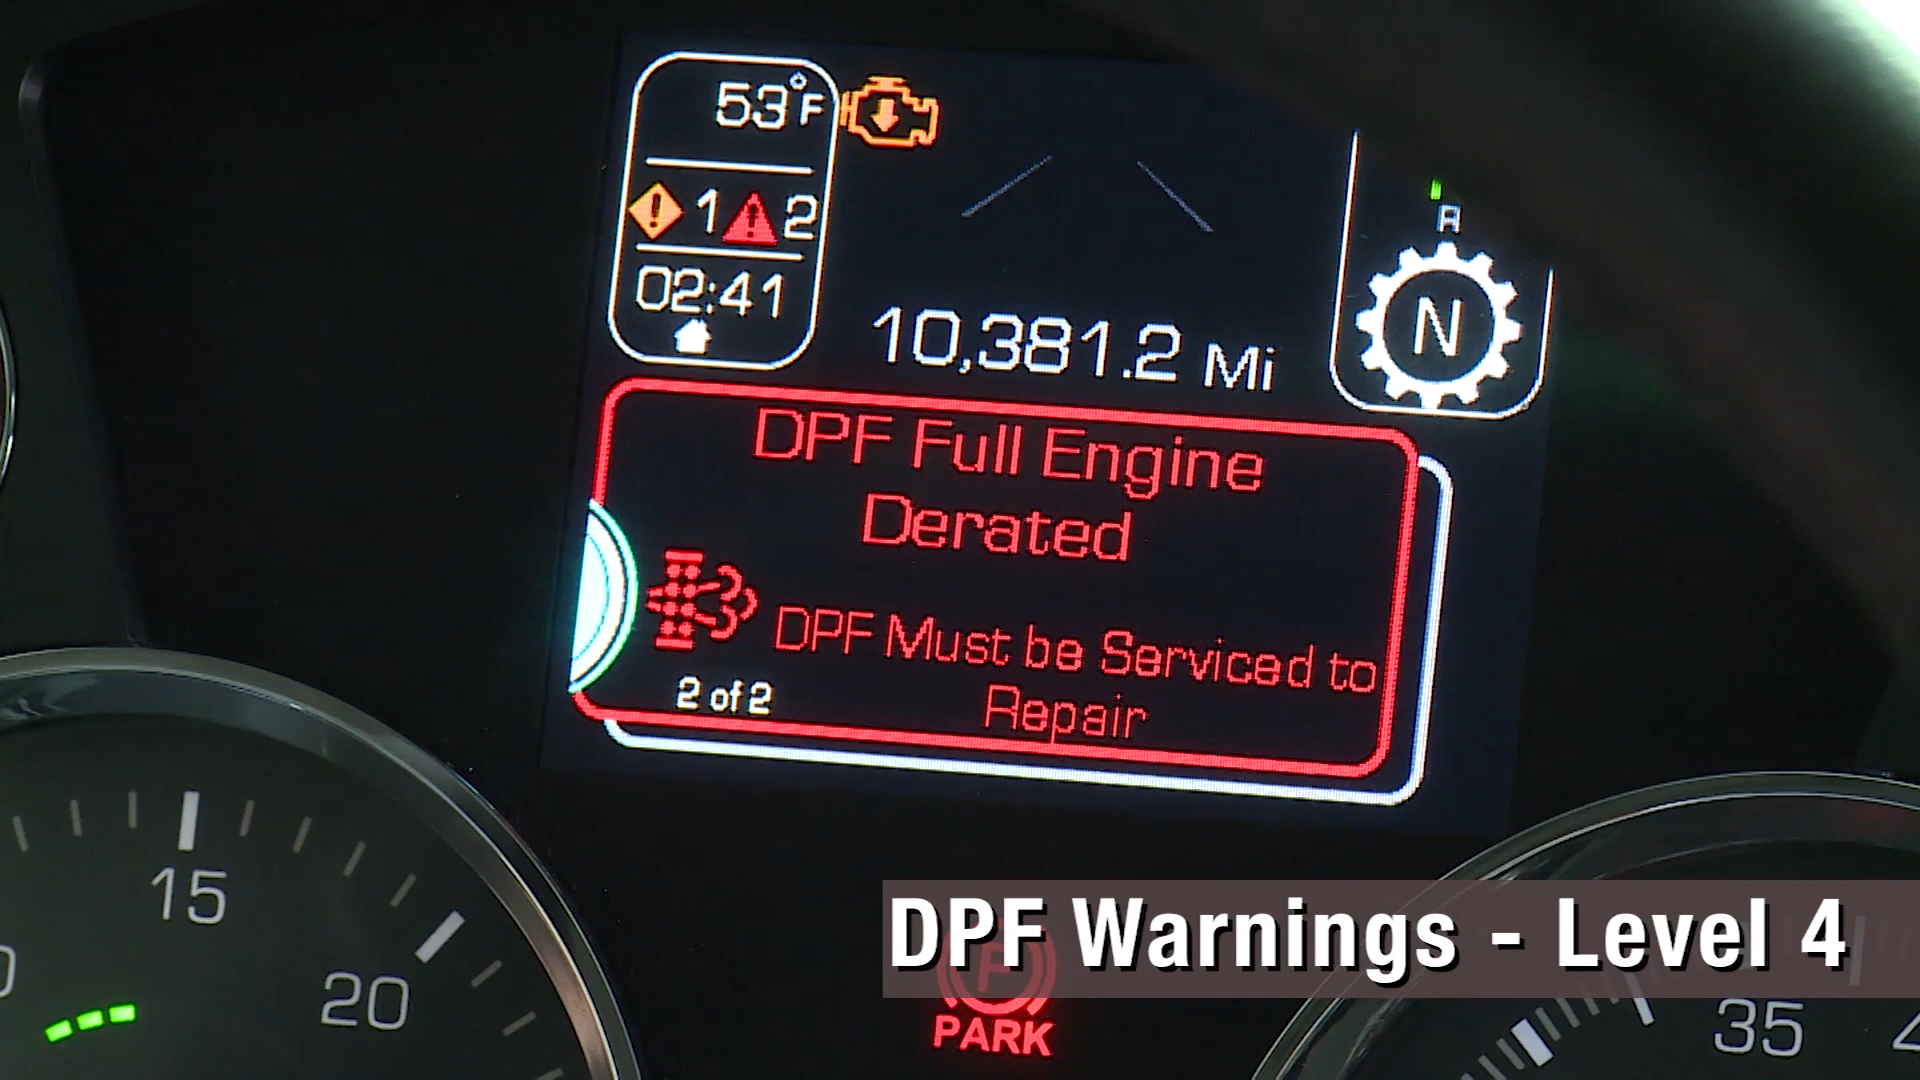 53°F
1 2
02:41
10,381.2 Mi
R
N
DPF Full Engine
Derated
DPF Must be Serviced to
Repair
2 of 2
15
20
DPF Warnings - Level 4
P
PARK
35